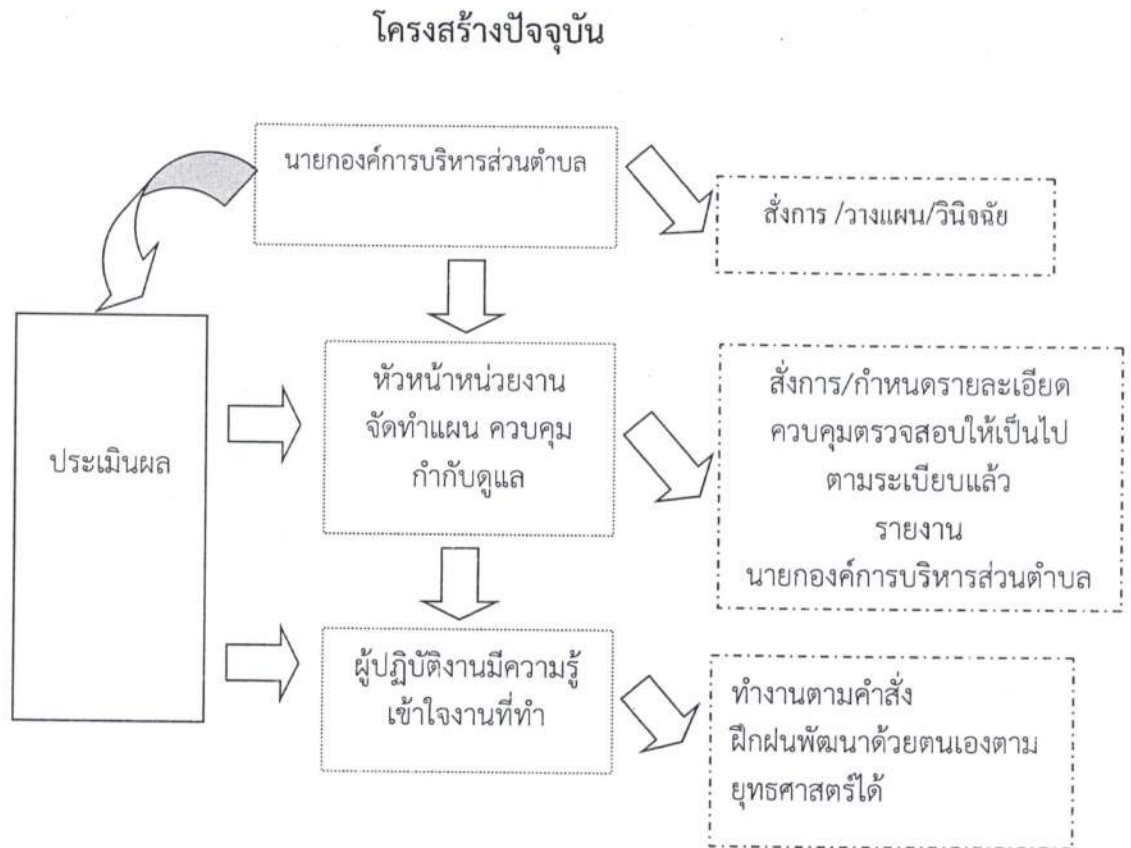 โครงสร้างปัจจุบัน
นายกองค์การบริหารส่วนตำบล
สั่งการ /วางแผน/วินิจฉัย
ประเมินผล
หัวหน้าหน่วยงาน
จัดทำแผน ควบคุม
กำกับดูแล
สั่งการ/กำหนดรายละเอียด
ควบคุมตรวจสอบให้เป็นไป
ตามระเบียบแล้ว
รายงาน
นายกองค์การบริหารส่วนตำบล
ผู้ปฏิบัติงานมีความรู้
เข้าใจงานที่ทำ
ทำงานตามคำสั่ง
ฝึกฝนพัฒนาด้วยตนเองตาม
ยุทธศาสตร์ได้